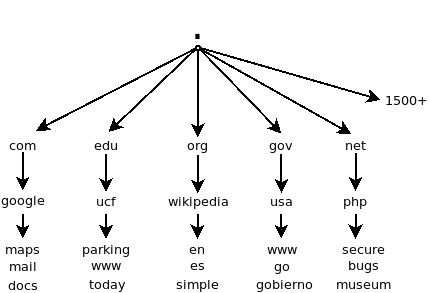 .
1500+
com edu org gov net
google ucf wikipedia usa php
maps parking en www secure
mail www es go bugs
docs today simple gobierno museum